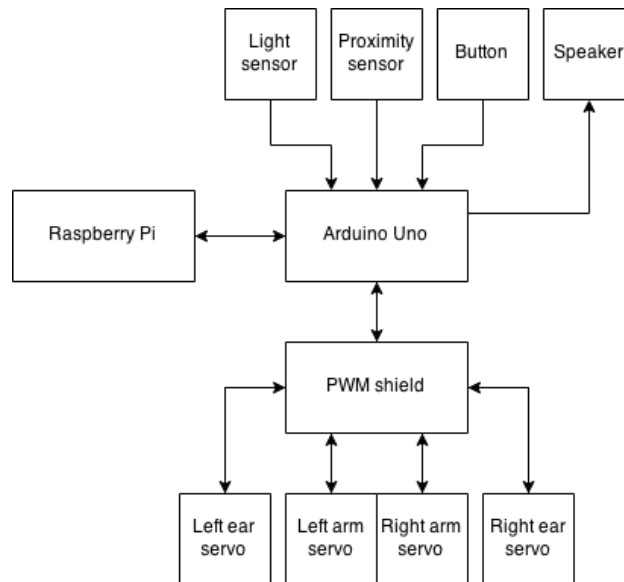 Light
sensor
Proximity
sensor
Button
Speaker
Raspberry Pi
Arduino Uno
PWM shield
Left ear
servo
Left arm
servo
Right arm
servo
Right ear
servo